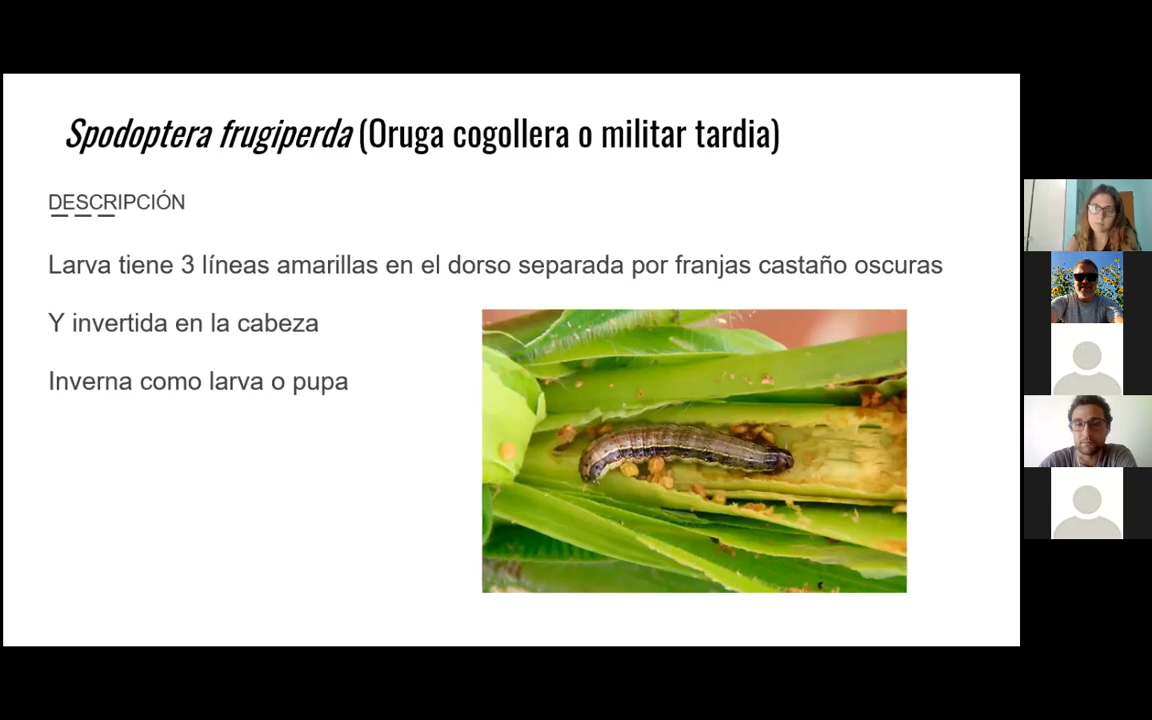 Spodoptera frugiperda (Oruga cogollera o militar tardia)
DESCRIPCIÓN
Larva tiene 3 líneas amarillas en el dorso separada por franjas castaño oscuras
Y invertida en la cabeza
Inverna como larva o pupa